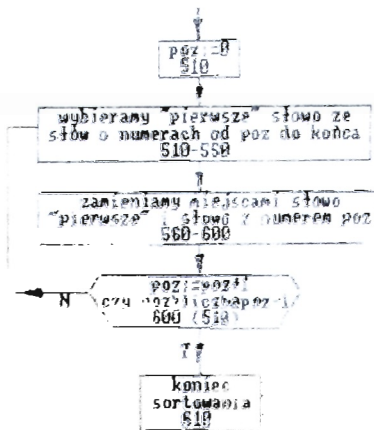 poz:=0
510
wybieramy "pierwsze" słowo ze
słów o numerach od poz do końca
510-550
zamieniamy miejscami słowo
"pierwsze" i słowo z numerem poz
560-600
poz:=poz+1
N
czy
600 (510)
T
koniec
sortowania
610